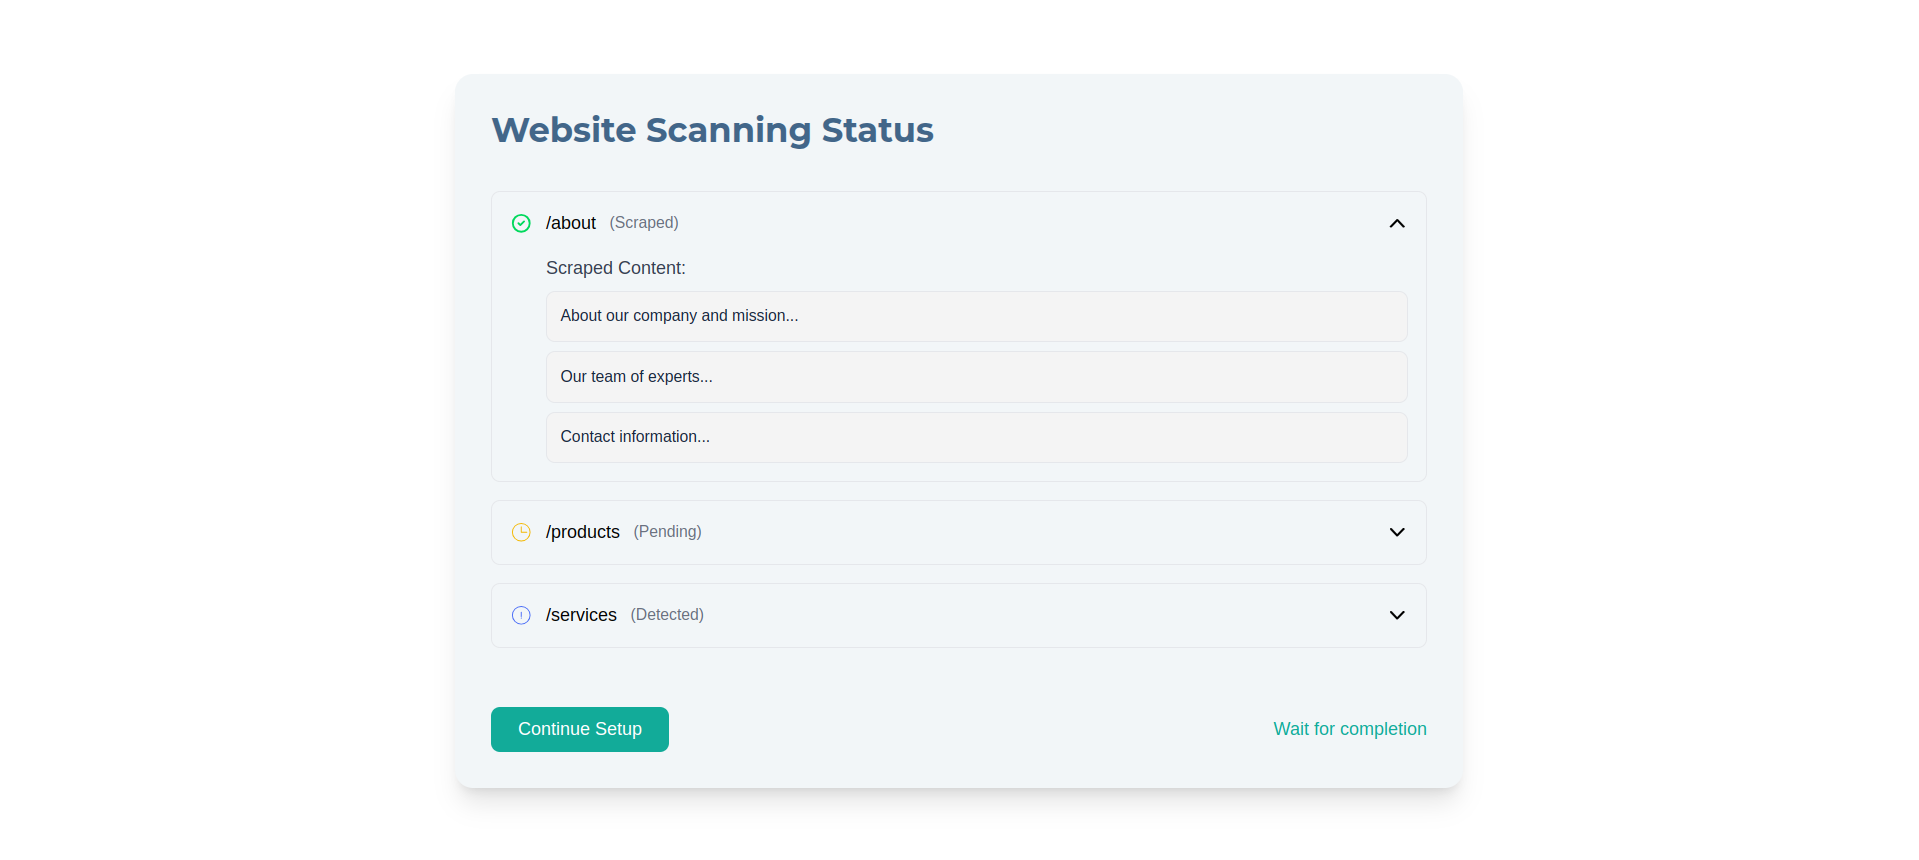 Website Scanning Status
/about (Scraped)
Scraped Content:
About our company and mission...
Our team of experts...
Contact information...
/products (Pending)
/services (Detected)
Continue Setup
Wait for completion